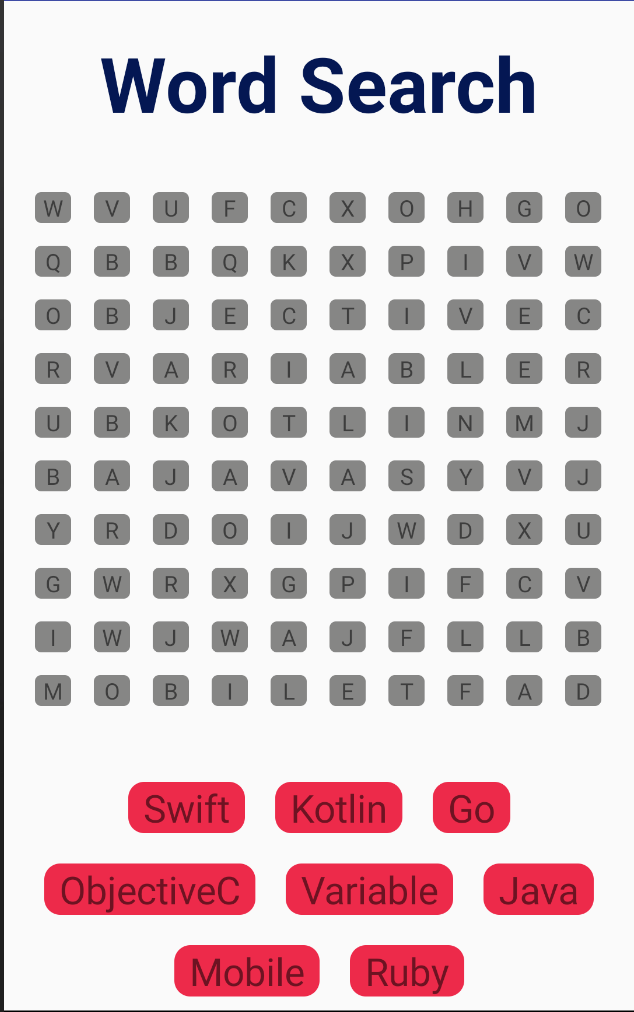 Word Search
W V U F C X O H G O
Q B B Q K X P I V W
O B J E C T I V E C
R V A R I A B L E R
U B K O T L I N M J
B A J A V A S Y V J
Y R D O I J W D X U
G W R X G P I F C V
I W J W A J F L L B
M O B I L E T F A D
Swift Kotlin Go
ObjectiveC Variable Java
Mobile Ruby